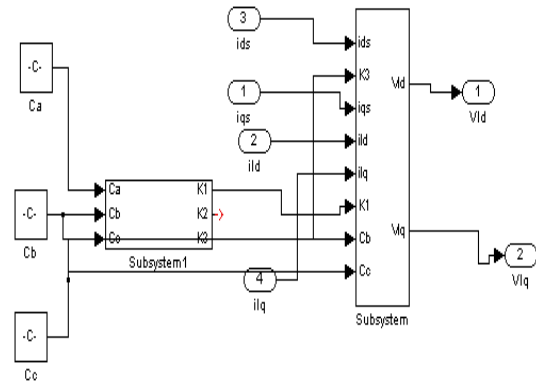 -C-
Ca
-C-
Cb
-C-
Cc
Ca
Cb
Cc
K1
K2
K3
Subsystem1
3
ids
1
iqs
2
ild
4
ilq
ids
K3
iqs
ild
ilq
K1
Cb
Cc
Vld
Vlq
Subsystem
1
Vld
2
Vlq